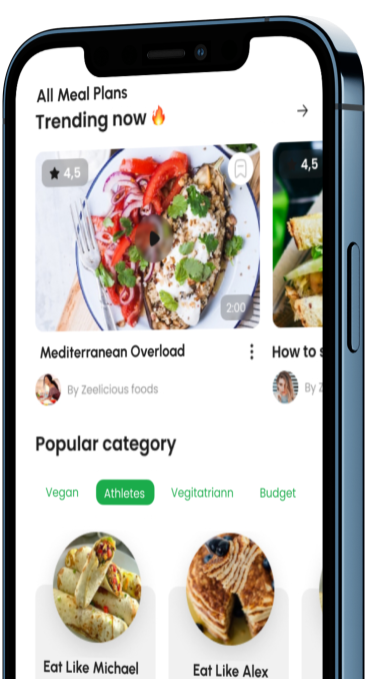 All Meal Plans
Trending now 🔥
4,5
4,5
2:00
Mediterranean Overload
How to
By Zeelicious foods
By
Popular category
Vegan
Athletes
Vegitatriann
Budget
Eat Like Michael
Eat Like Alex